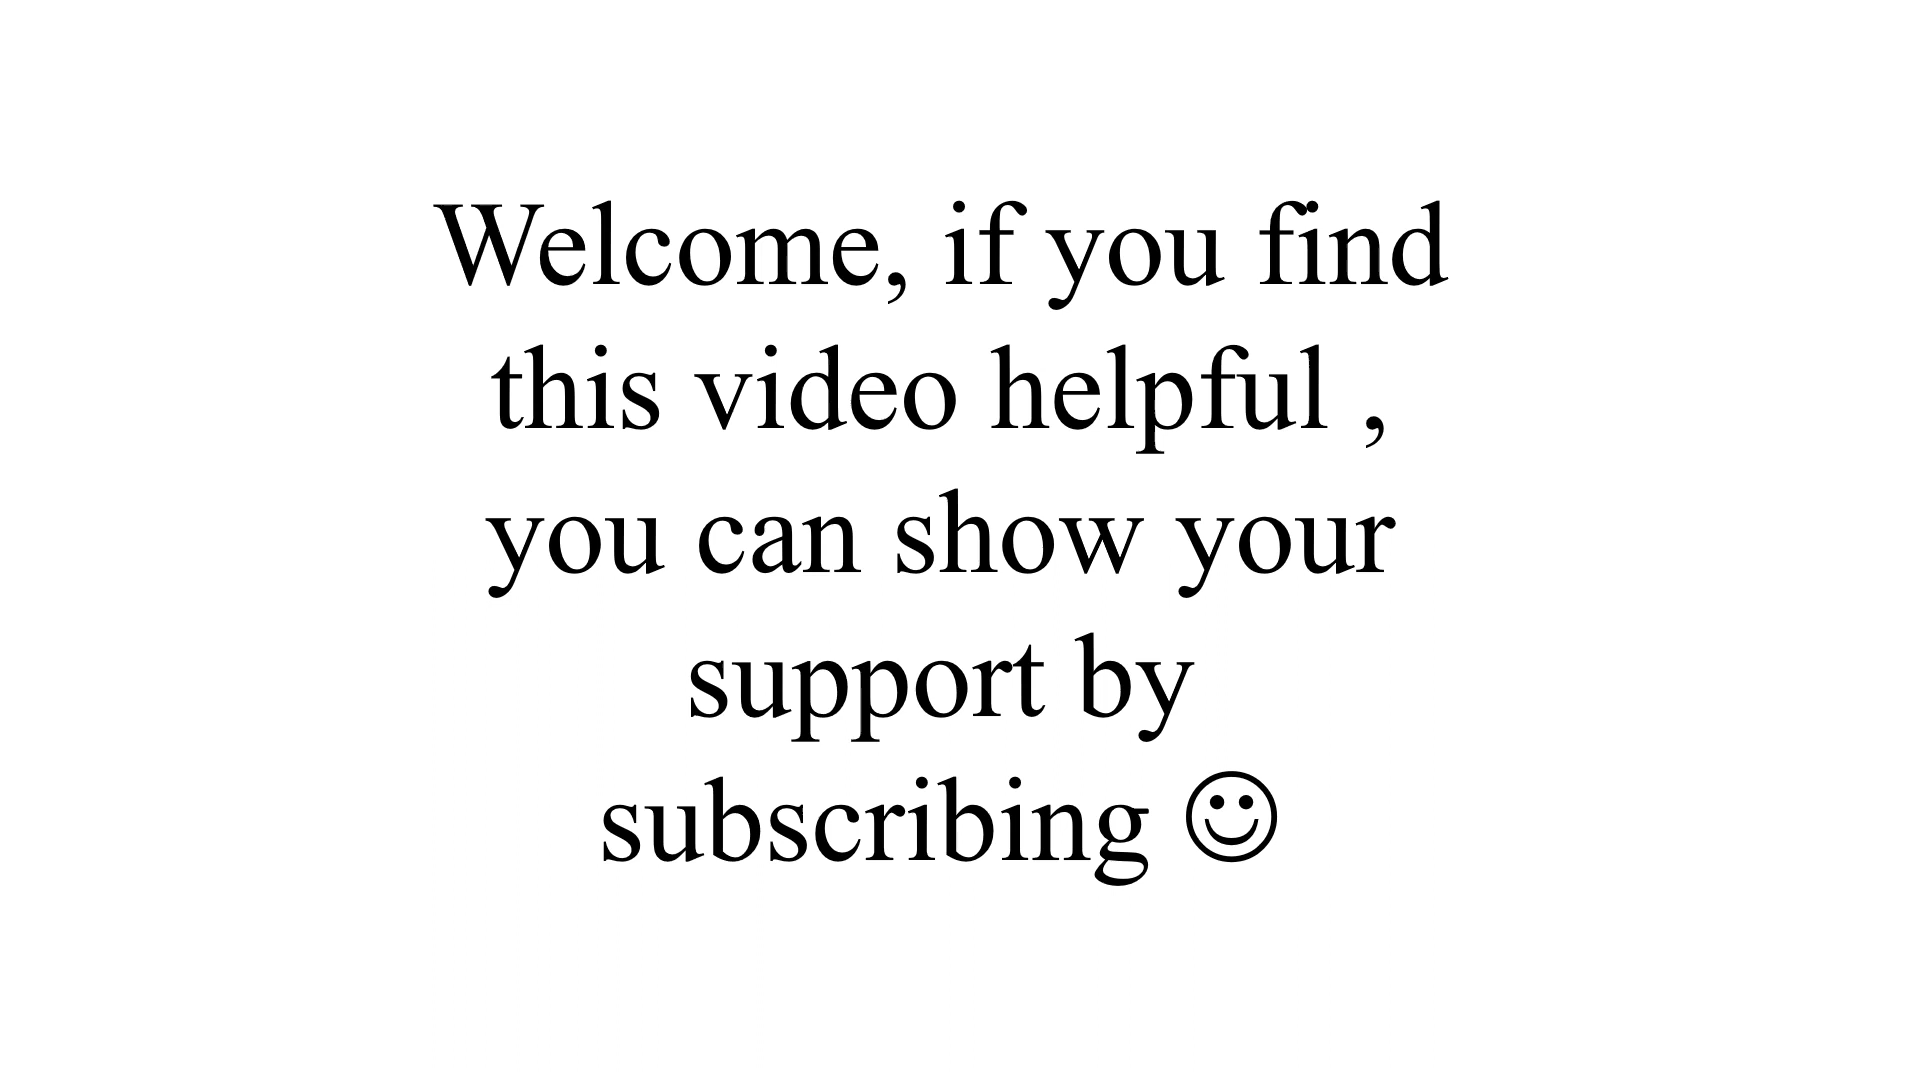 Welcome, if you find
this video helpful ,
you can show your
support by
subscribing ☺